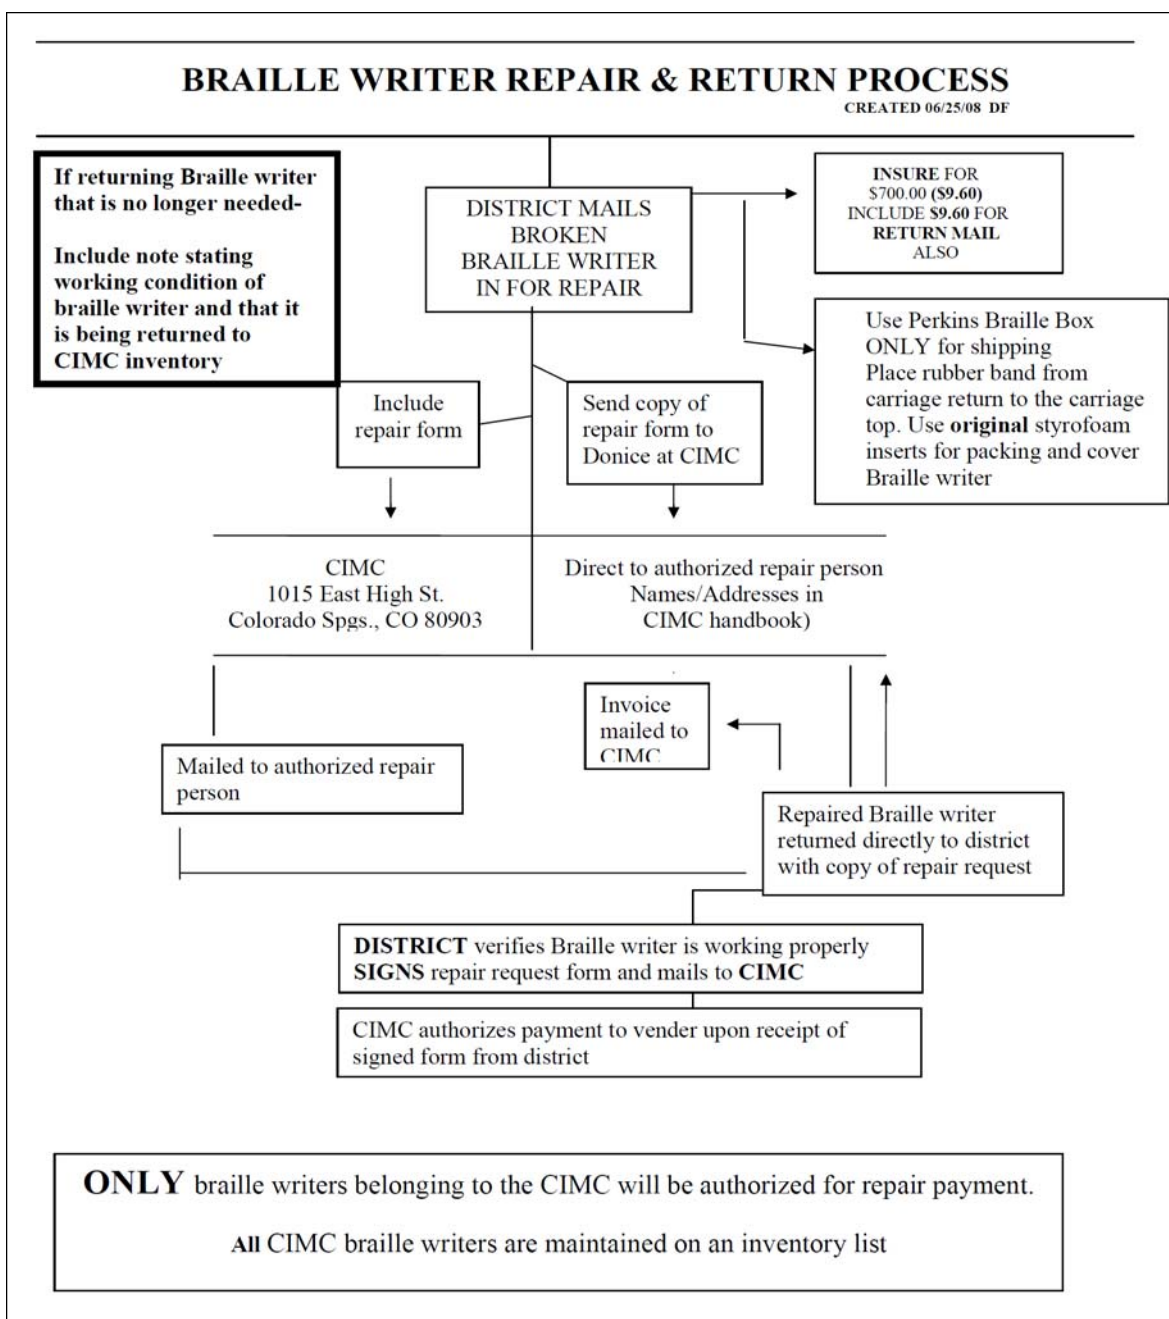 BRAILLE WRITER REPAIR & RETURN PROCESS
CREATED 06/25/08 DF
If returning Braille writer
that is no longer needed-
Include note stating
working condition of
braille writer and that it
is being returned to
CIMC inventory
DISTRICT MAILS
BROKEN
BRAILLE WRITER
IN FOR REPAIR
INSURE FOR
$700.00 ($9.60)
INCLUDE $9.60 FOR
RETURN MAIL
ALSO
Use Perkins Braille Box
ONLY for shipping
Place rubber band from
carriage return to the carriage
top. Use original styrofoam
inserts for packing and cover
Braille writer
Include
repair form
Send copy of
repair form to
Donice at CIMC
CIMC
1015 East High St.
Colorado Spgs., CO 80903
Direct to authorized repair person
Names/Addresses in
CIMC handbook)
Invoice
mailed to
CIMC
Mailed to authorized repair
person
Repaired Braille writer
returned directly to district
with copy of repair request
DISTRICT verifies Braille writer is working properly
SIGNS repair request form and mails to CIMC
CIMC authorizes payment to vender upon receipt of
signed form from district
ONLY braille writers belonging to the CIMC will be authorized for repair payment.
All CIMC braille writers are maintained on an inventory list